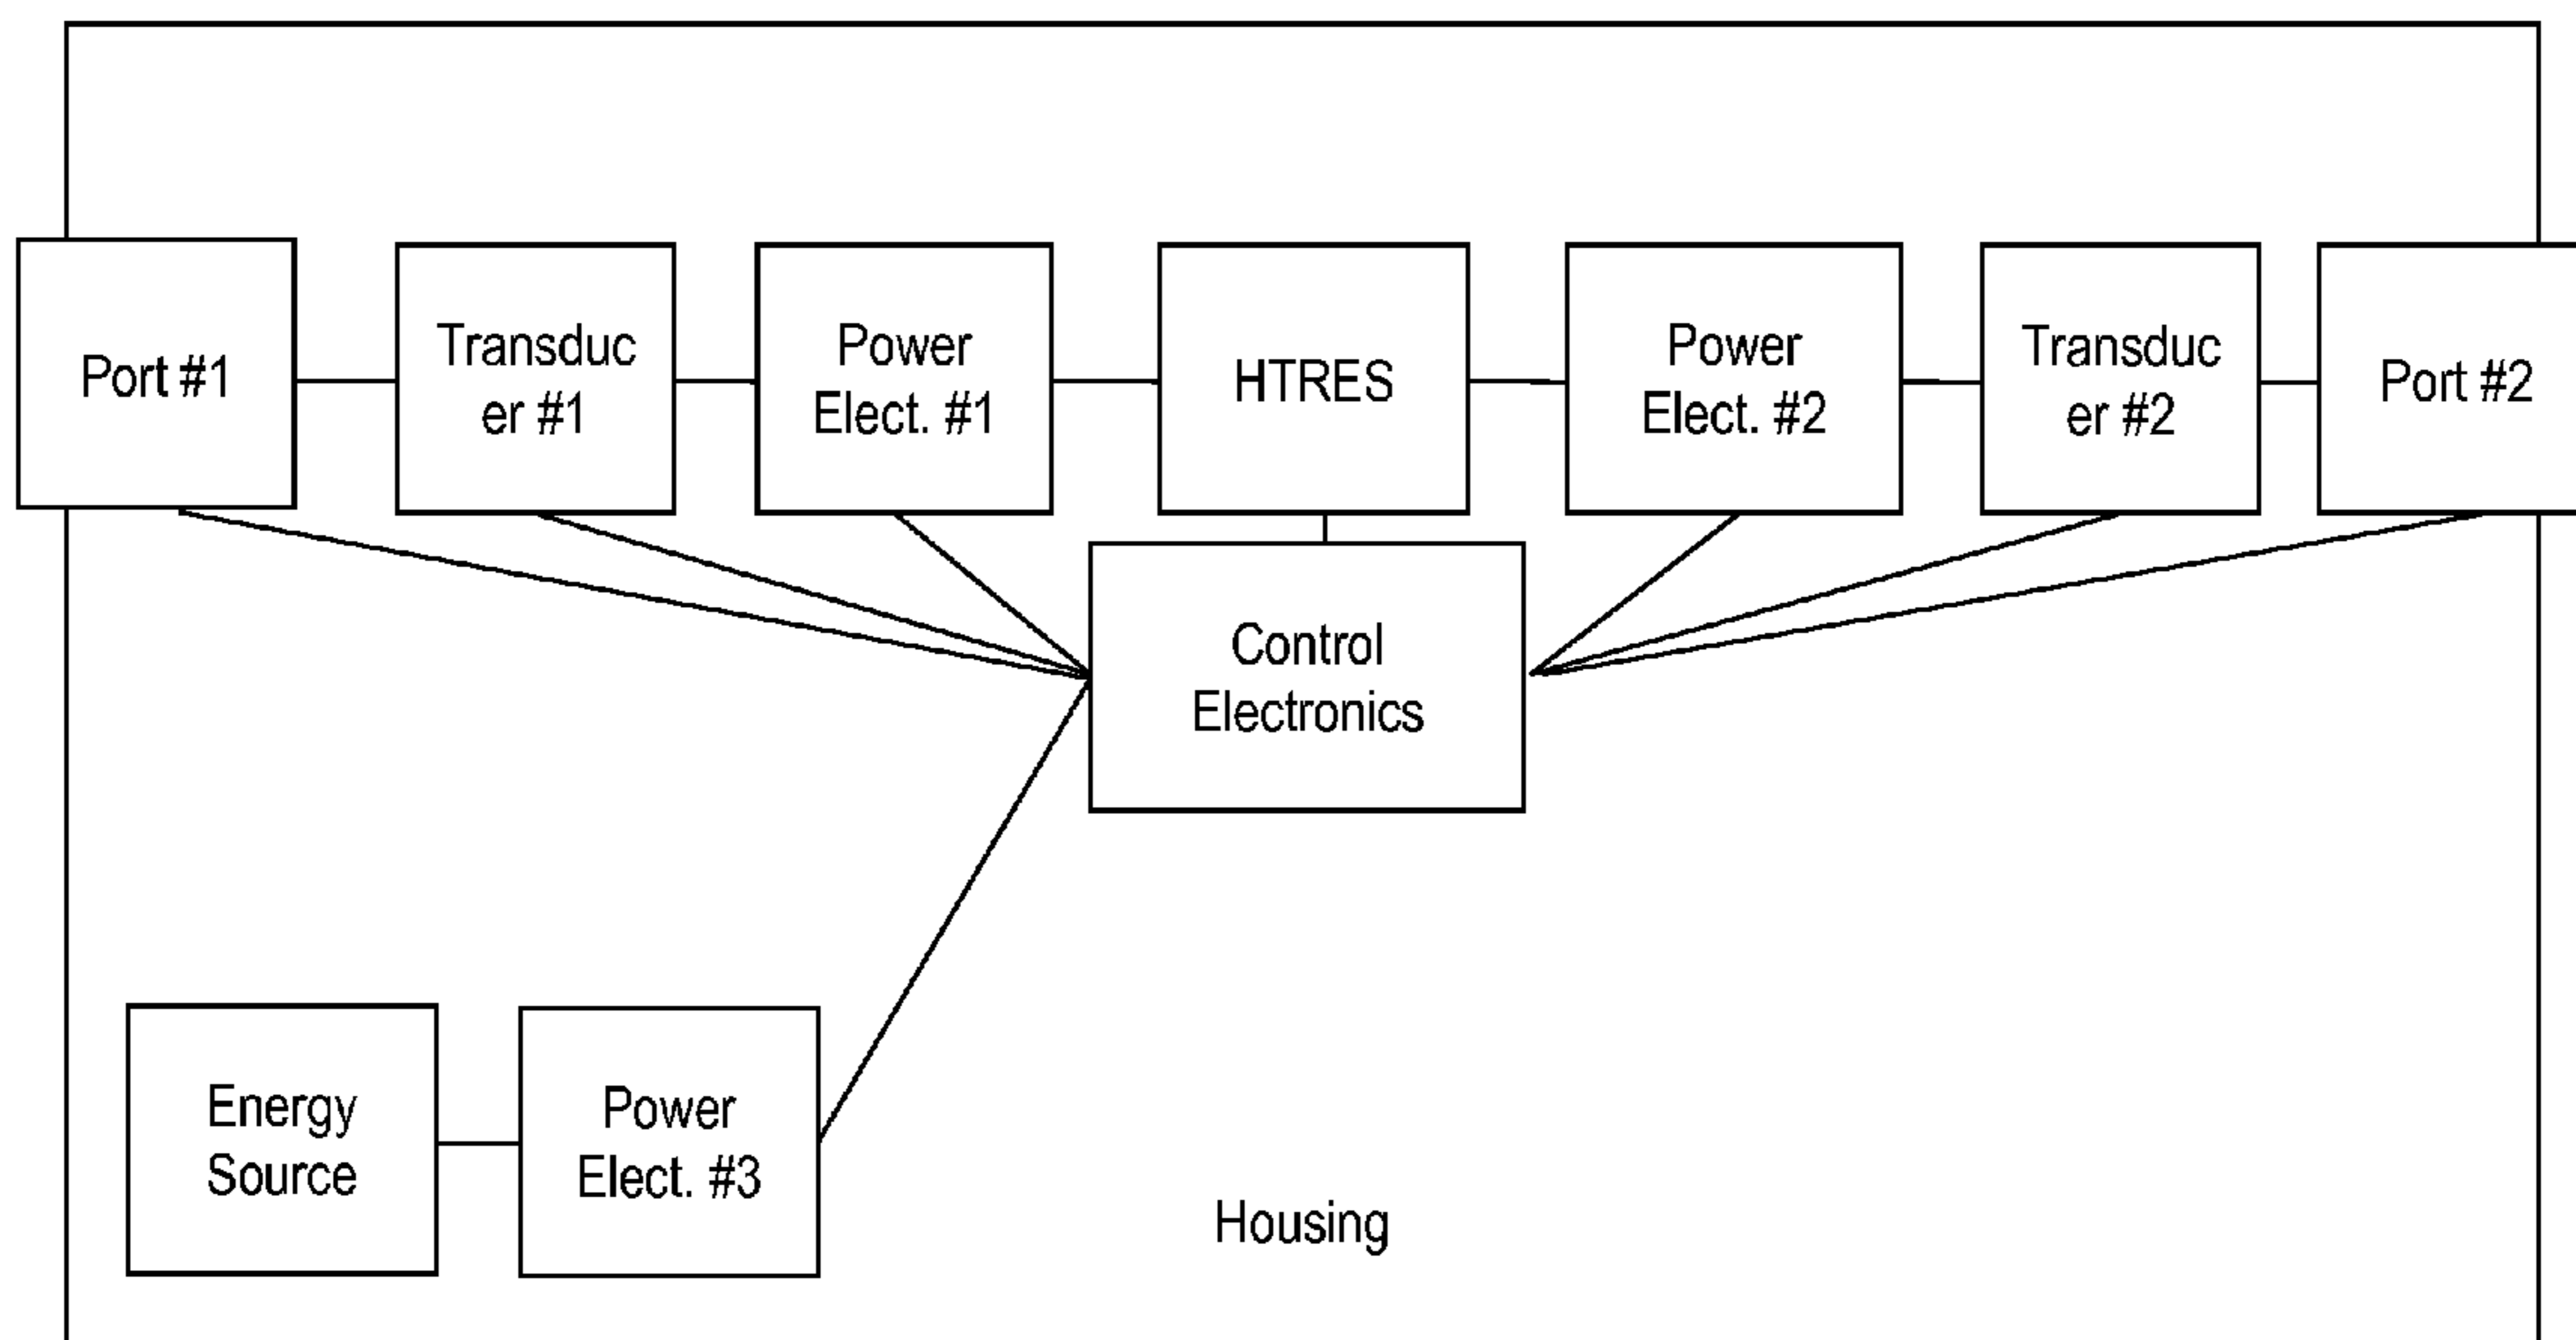 Port #1
Transduc
er #1
Power
Elect. #1
HTRES
Power
Elect. #2
Transduc
er #2
Port #2
Control
Electronics
Energy
Source
Power
Elect. #3
Housing